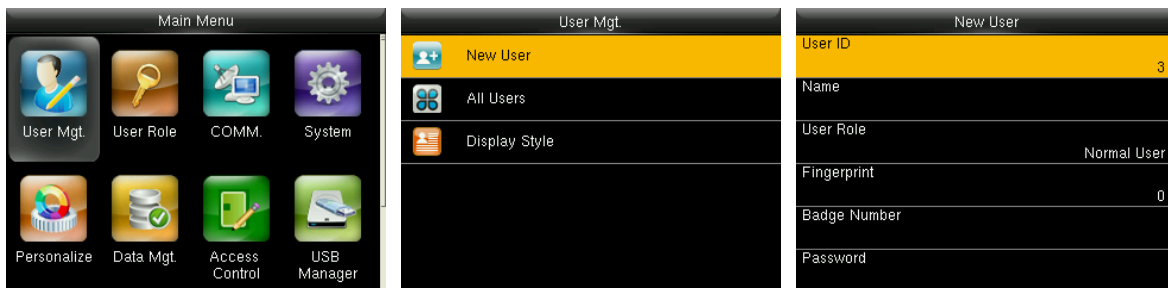 Main Menu
User Mgt.
User Role
COMM.
System
Personalize
Data Mgt.
Access
Control
USB
Manager
User Mgt.
New User
All Users
Display Style
New User
User ID
3
Name
User Role
Normal User
Fingerprint
0
Badge Number
Password